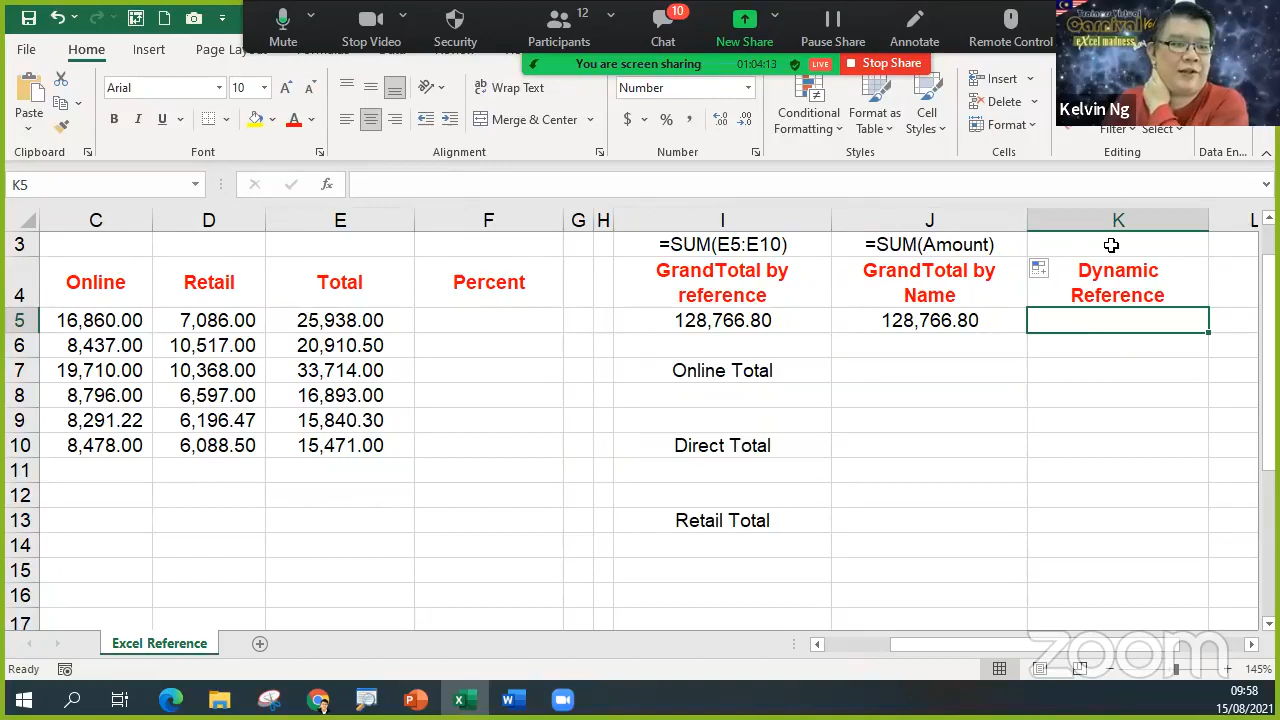 10
12
Mute
Stop Video
Security
Participants
Chat
New Share
Pause Share
Annotate
Remote Control
You are screen sharing
01:04:13
LIVE
Stop Share
Trainers Virtual
Carnival
eXcel madness
Kelvin Ng
File
Home
Insert
Page
Paste
Arial
10
Wrap Text
Merge & Center
Number
Conditional Formatting
Format as Table
Cell Styles
Insert
Delete
Format
Filter
Select
Clipboard
Font
Alignment
Number
Styles
Cells
Editing
Data En...
K5
fx
C D E F G H I J K L
3 =SUM(E5:E10) =SUM(Amount)
4 Online Retail Total Percent GrandTotal by reference GrandTotal by Name Dynamic Reference
5 16,860.00 7,086.00 25,938.00 128,766.80 128,766.80
6 8,437.00 10,517.00 20,910.50
7 19,710.00 10,368.00 33,714.00 Online Total
8 8,796.00 6,597.00 16,893.00
9 8,291.22 6,196.47 15,840.30
10 8,478.00 6,088.50 15,471.00 Direct Total
11
12
13 Retail Total
14
15
16
17
Excel Reference
zoom
Ready
145%
09:58
15/08/2021